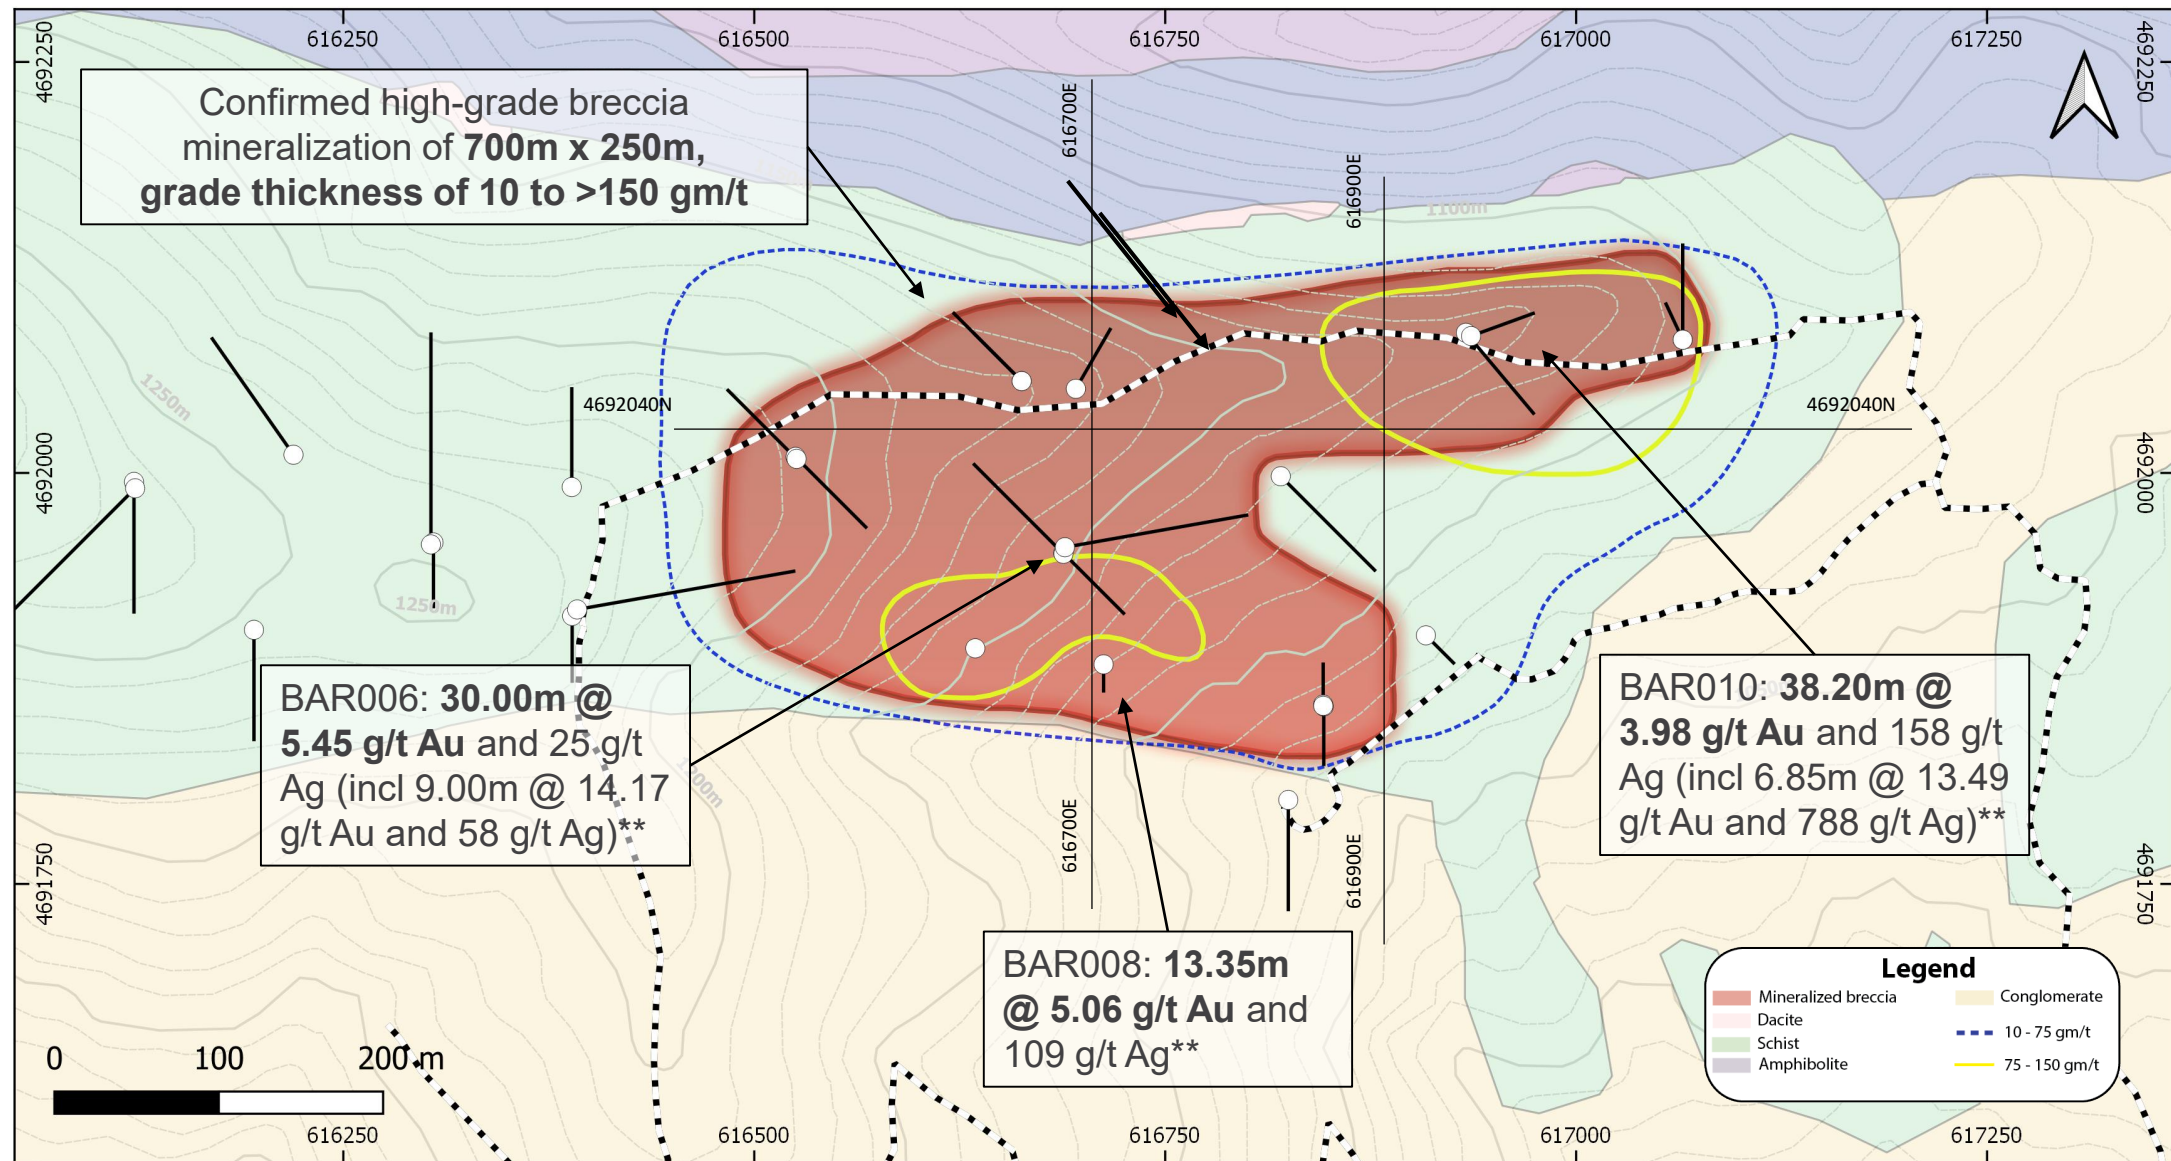 616250
616500
616750
617000
617250
4692250
4692250
Confirmed high-grade breccia
mineralization of 700m x 250m,
grade thickness of 10 to >150 gm/t
616700E
616900E
1100m
1250m
4692040N
4692040N
4692000
4692000
1250m
BAR006: 30.00m @
5.45 g/t Au and 25 g/t
Ag (incl 9.00m @ 14.17
g/t Au and 58 g/t Ag)**
1200m
BAR010: 38.20m @
3.98 g/t Au and 158 g/t
Ag (incl 6.85m @ 13.49
g/t Au and 788 g/t Ag)**
616700E
616900E
4691750
4691750
BAR008: 13.35m
@ 5.06 g/t Au and
109 g/t Ag**
Legend
Mineralized breccia
Dacite
Schist
Amphibolite
Conglomerate
10 - 75 gm/t
75 - 150 gm/t
0 100 200 m
616250
616500
616750
617000
617250